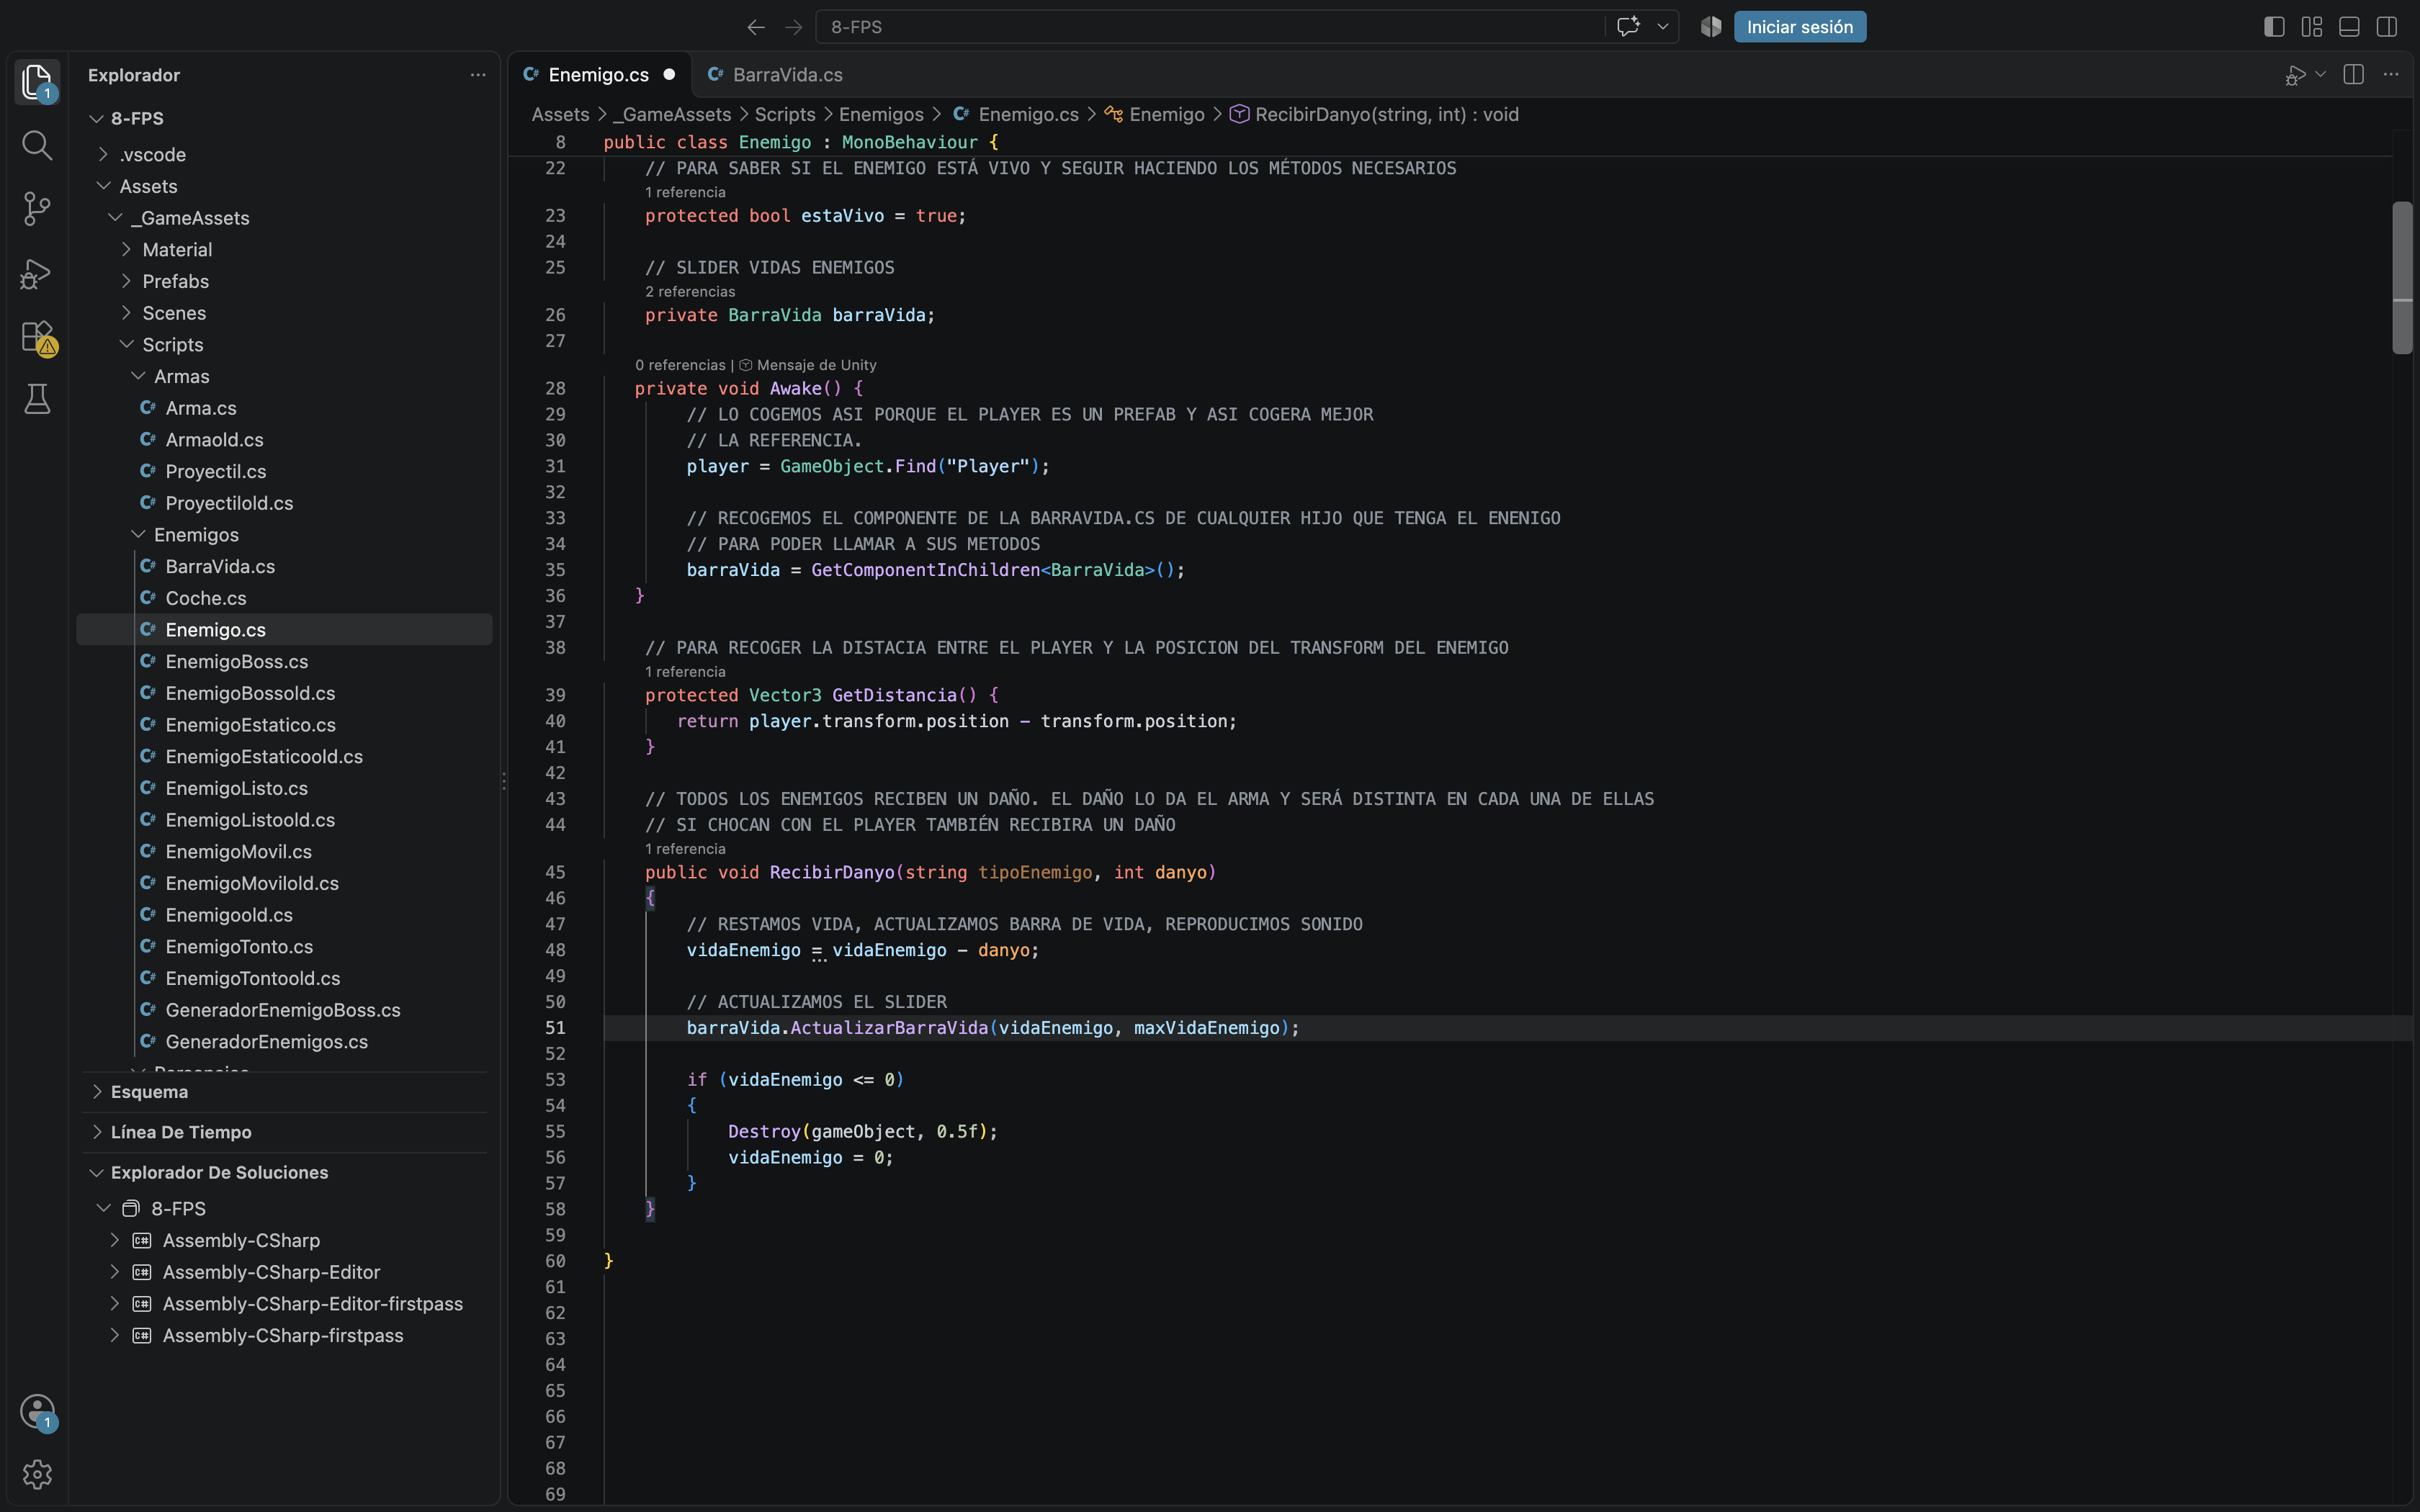 8-FPS
Iniciar sesión
Explorador
8-FPS
.vscode
Assets
_GameAssets
Material
Prefabs
Scenes
Scripts
Armas
C# Arma.cs
C# Armaold.cs
C# Proyectil.cs
C# Proyectilold.cs
Enemigos
C# BarraVida.cs
C# Coche.cs
C# Enemigo.cs
C# EnemigoBoss.cs
C# EnemigoBossold.cs
C# EnemigoEstatico.cs
C# EnemigoEstaticoold.cs
C# EnemigoListo.cs
C# EnemigoListoold.cs
C# EnemigoMovil.cs
C# EnemigoMovilold.cs
C# Enemigoold.cs
C# EnemigoTonto.cs
C# EnemigoTontoold.cs
C# GeneradorEnemigoBoss.cs
C# GeneradorEnemigos.cs
Esquema
Línea De Tiempo
Explorador De Soluciones
8-FPS
C# Assembly-CSharp
C# Assembly-CSharp-Editor
C# Assembly-CSharp-Editor-firstpass
C# Assembly-CSharp-firstpass
1
1
C# Enemigo.cs
C# BarraVida.cs
Assets > _GameAssets > Scripts > Enemigos > C# Enemigo.cs > Enemigo > RecibirDanyo(string, int) : void
8 public class Enemigo : MonoBehaviour {
22 // PARA SABER SI EL ENEMIGO ESTÁ VIVO Y SEGUIR HACIENDO LOS MÉTODOS NECESARIOS
1 referencia
23 protected bool estaVivo = true;
24
25 // SLIDER VIDAS ENEMIGOS
2 referencias
26 private BarraVida barraVida;
27
0 referencias | Mensaje de Unity
28 private void Awake() {
29 // LO COGEMOS ASI PORQUE EL PLAYER ES UN PREFAB Y ASI COGERA MEJOR
30 // LA REFERENCIA.
31 player = GameObject.Find("Player");
32
33 // RECOGEMOS EL COMPONENTE DE LA BARRAVIDA.CS DE CUALQUIER HIJO QUE TENGA EL ENENIGO
34 // PARA PODER LLAMAR A SUS METODOS
35 barraVida = GetComponentInChildren<BarraVida>();
36 }
37
38 // PARA RECOGER LA DISTACIA ENTRE EL PLAYER Y LA POSICION DEL TRANSFORM DEL ENEMIGO
1 referencia
39 protected Vector3 GetDistancia() {
40 return player.transform.position - transform.position;
41 }
42
43 // TODOS LOS ENEMIGOS RECIBEN UN DAÑO. EL DAÑO LO DA EL ARMA Y SERÁ DISTINTA EN CADA UNA DE ELLAS
44 // SI CHOCAN CON EL PLAYER TAMBIÉN RECIBIRA UN DAÑO
1 referencia
45 public void RecibirDanyo(string tipoEnemigo, int danyo)
46 {
47 // RESTAMOS VIDA, ACTUALIZAMOS BARRA DE VIDA, REPRODUCIMOS SONIDO
48 vidaEnemigo = vidaEnemigo - danyo;
49
50 // ACTUALIZAMOS EL SLIDER
51 barraVida.ActualizarBarraVida(vidaEnemigo, maxVidaEnemigo);
52
53 if (vidaEnemigo <= 0)
54 {
55 Destroy(gameObject, 0.5f);
56 vidaEnemigo = 0;
57 }
58 }
59
60 }
61
62
63
64
65
66
67
68
69